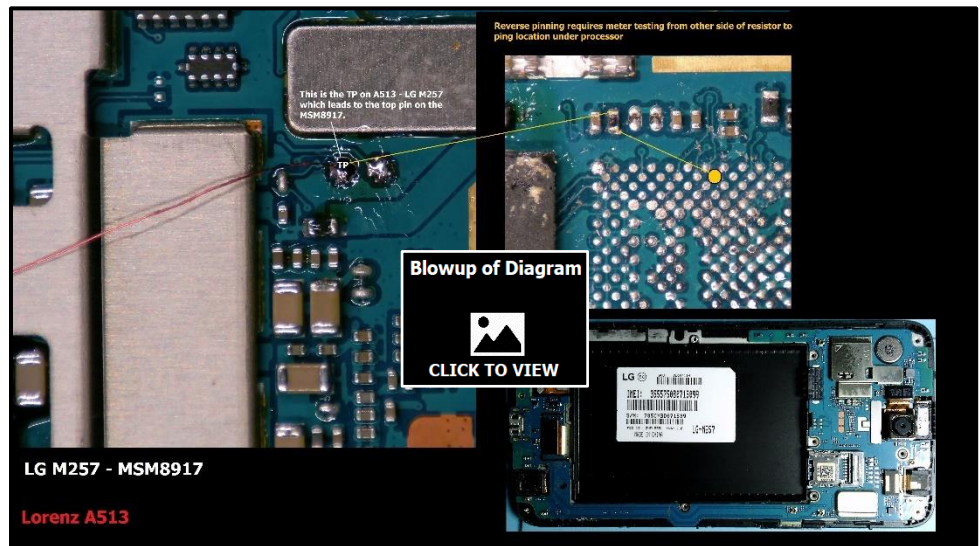 Reverse pinning requires meter testing from other side of resistor to
ping location under processor
This is the TP on A513 - LG M257
which leads to the top pin on the
MSM8917.
TP
Blowup of Diagram
CLICK TO VIEW
LG
IMEI:
LG-M257
MADE IN CHINA
LG M257 - MSM8917
Lorenz A513